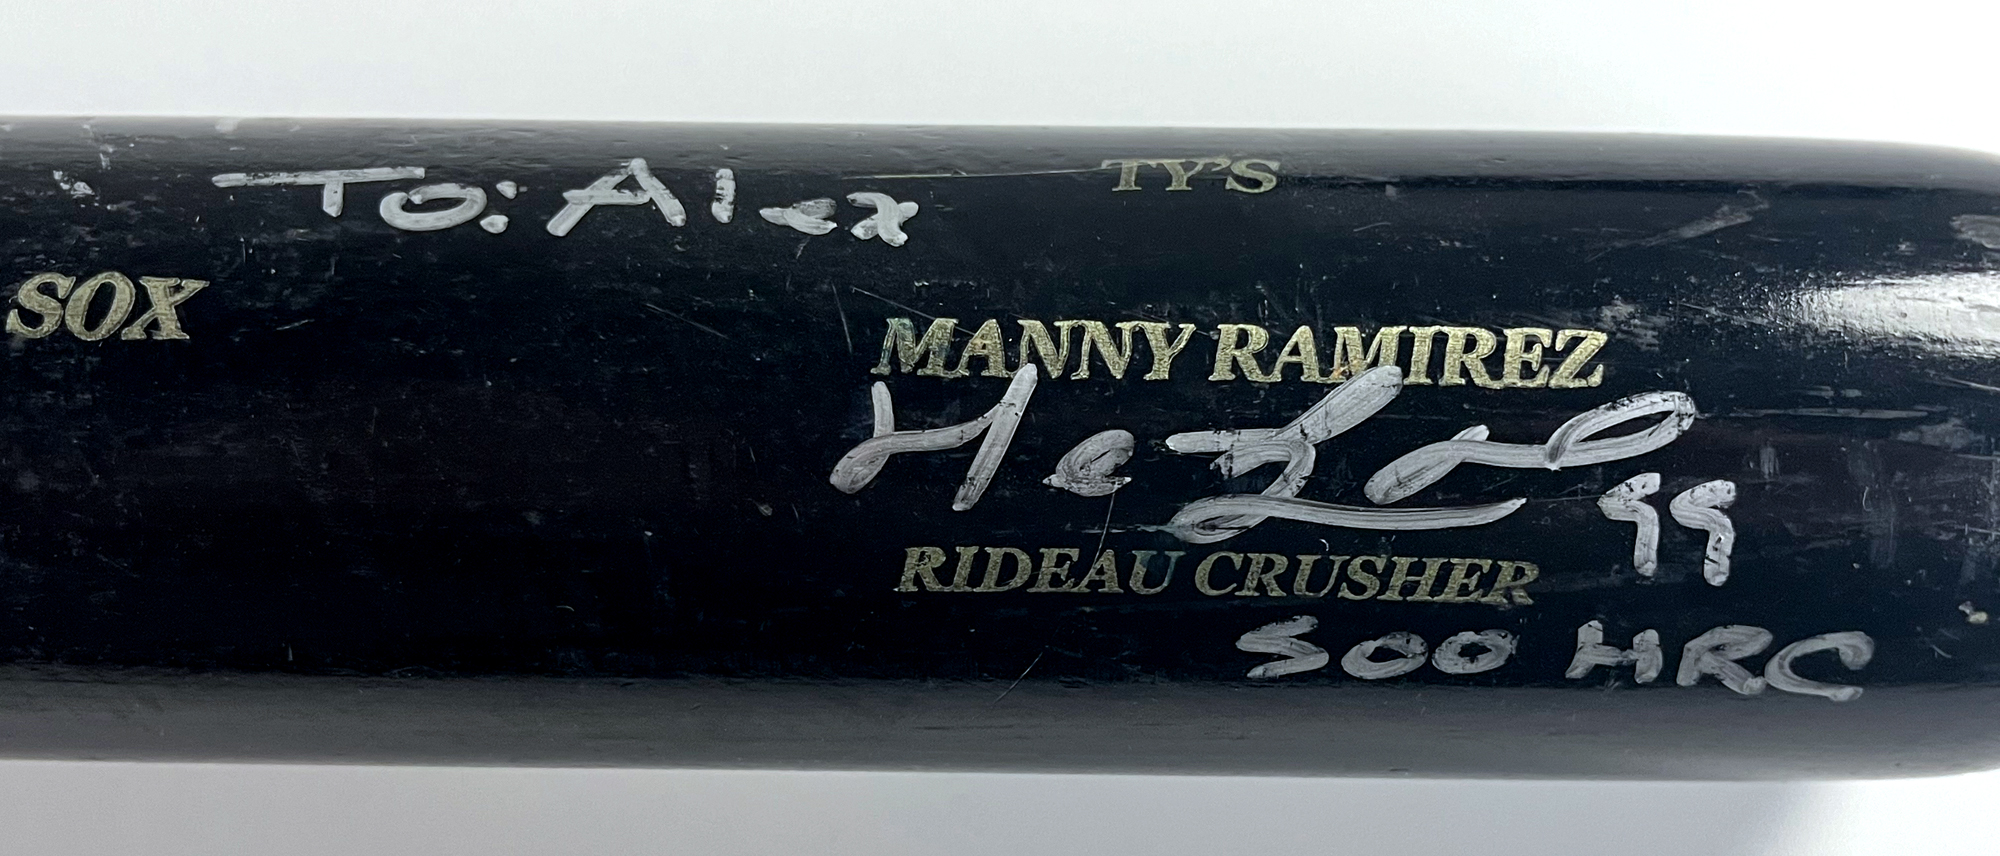 To: Alex
TY'S
SOX
MANNY RAMIREZ
99
RIDEAU CRUSHER
500 HRC